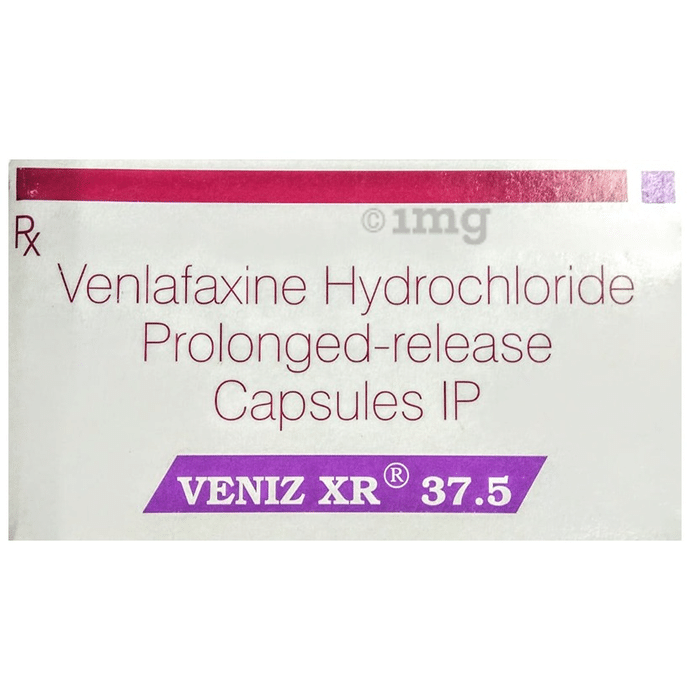 ©1mg
Rx
Venlafaxine Hydrochloride
Prolonged-release
Capsules IP
VENIZ XR® 37.5